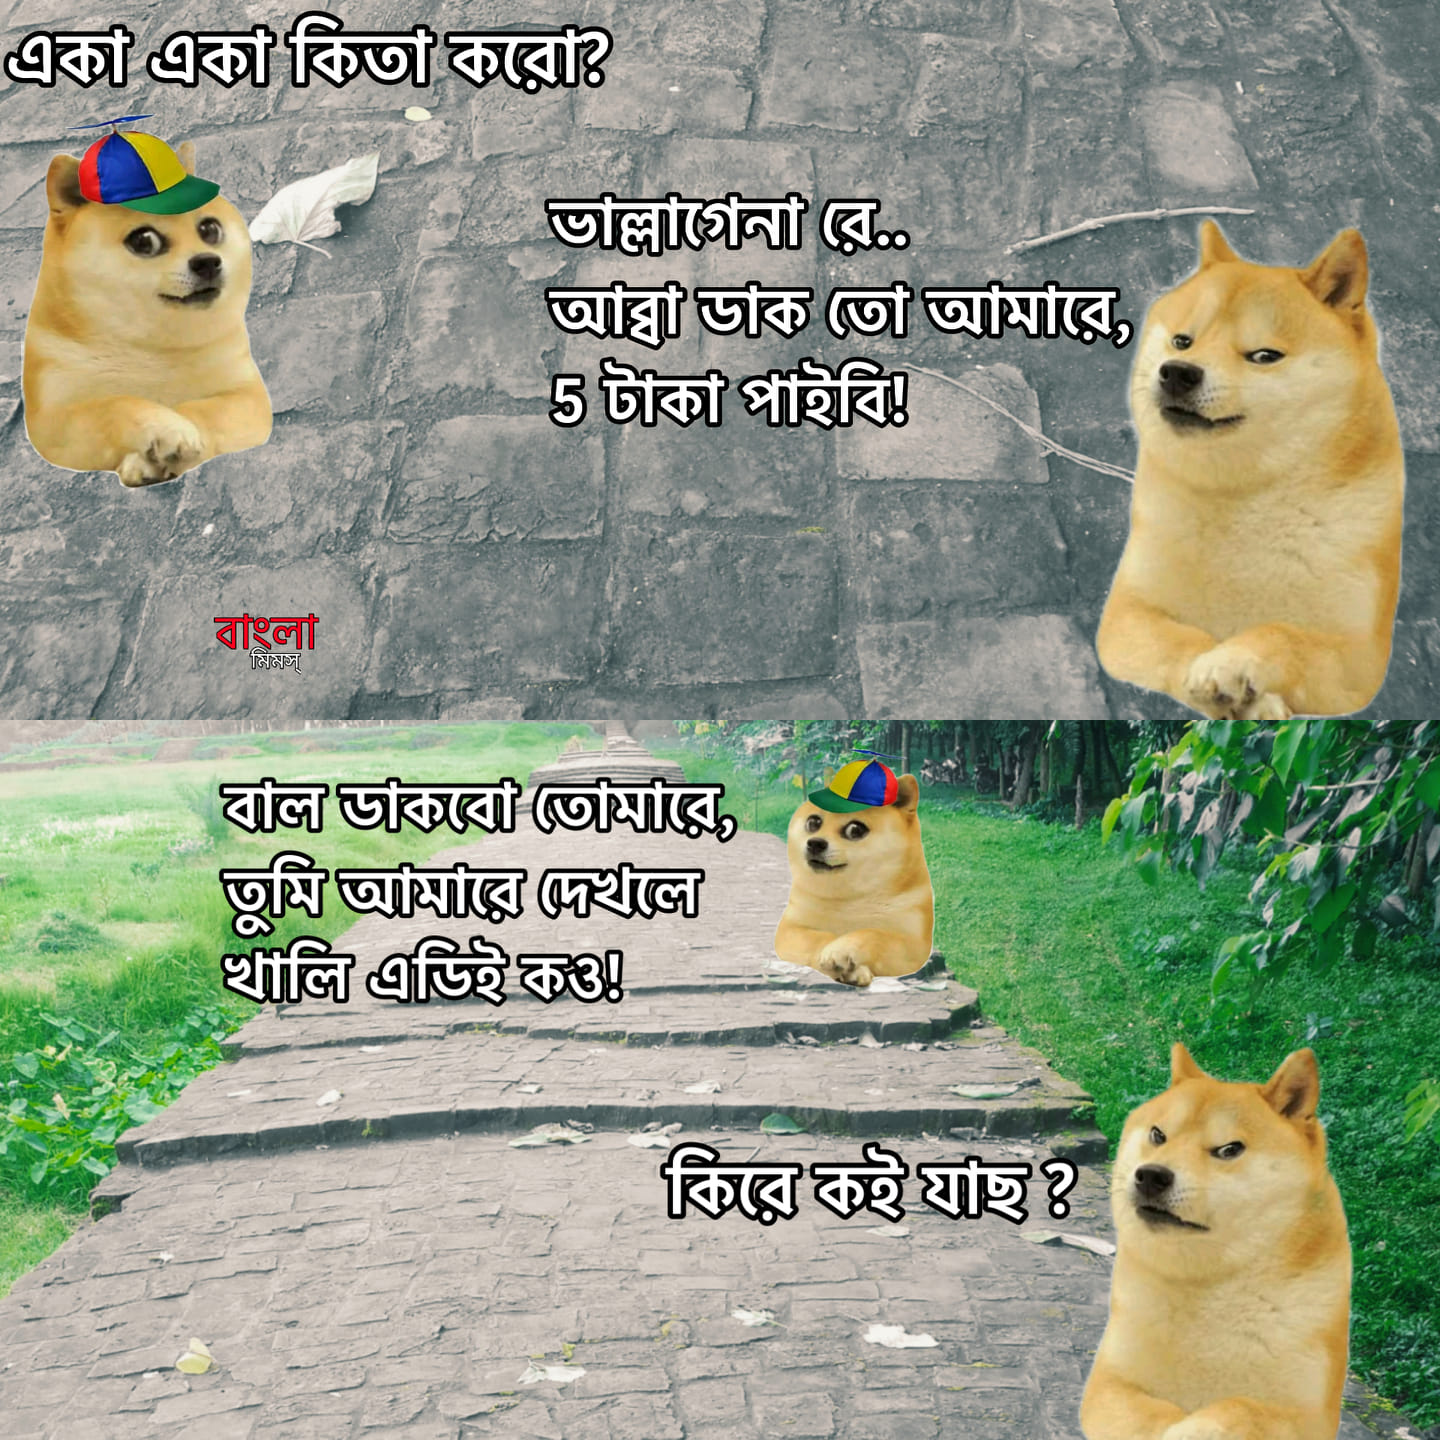 একা একা কিতা করো?
ভাল্লাগেনা রে..
আব্বা ডাক তো আমারে,
5 টাকা পাইবি!
বাংলা
মিমস্
বাল ডাকবো তোমারে,
তুমি আমারে দেখলে
খালি এডিই কও!
কিরে কই যাছ ?